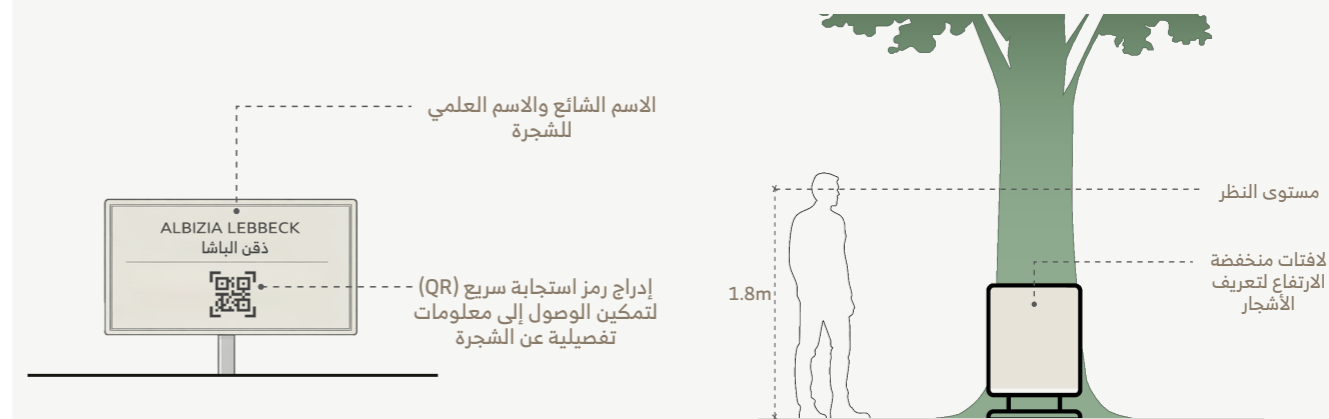 الاسم الشائع والاسم العلمي
للشجرة
ALBIZIA LEBBECK
ذقن الباشا
إدراج رمز استجابة سريع (QR)
لتمكين الوصول إلى معلومات
تفصيلية عن الشجرة
مستوى النظر
لافتات منخفضة
الارتفاع لتعريف
الأشجار
1.8m